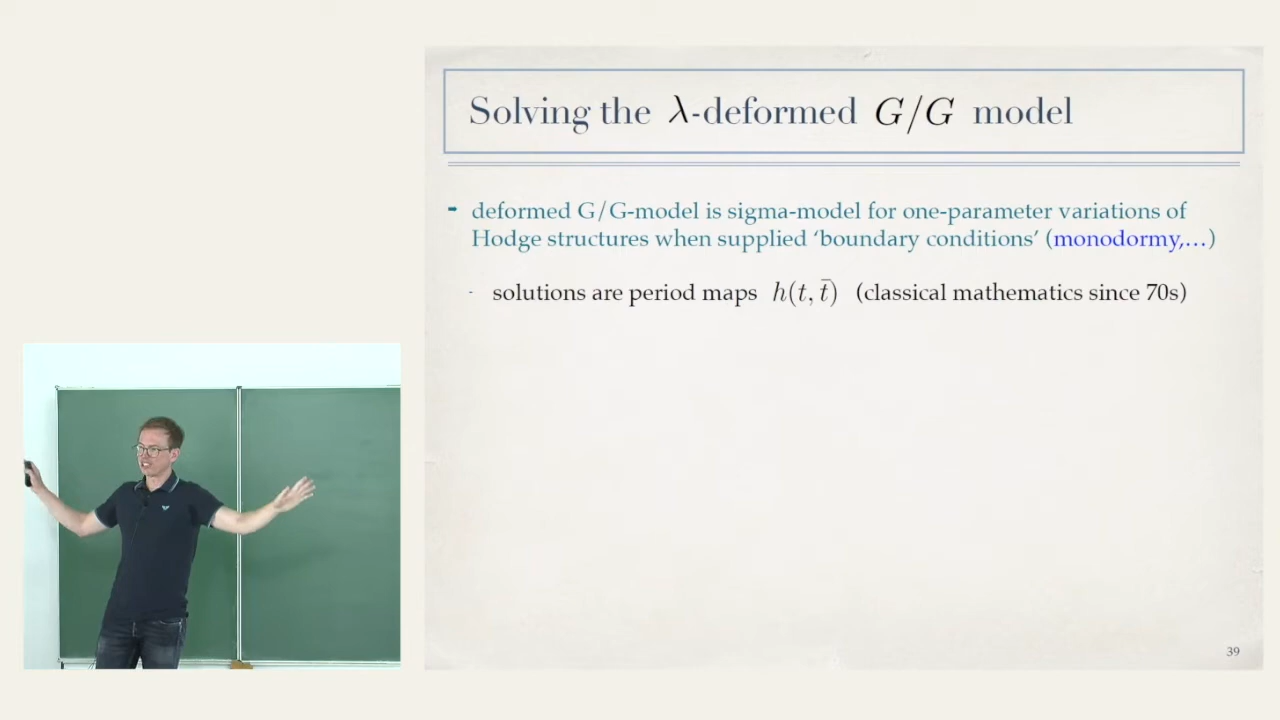 Solving the λ-deformed G/G model
➡ deformed G/G-model is sigma-model for one-parameter variations of
Hodge structures when supplied ‘boundary conditions’ (monodormy,…)
- solutions are period maps h(t, t̄) (classical mathematics since 70s)
39